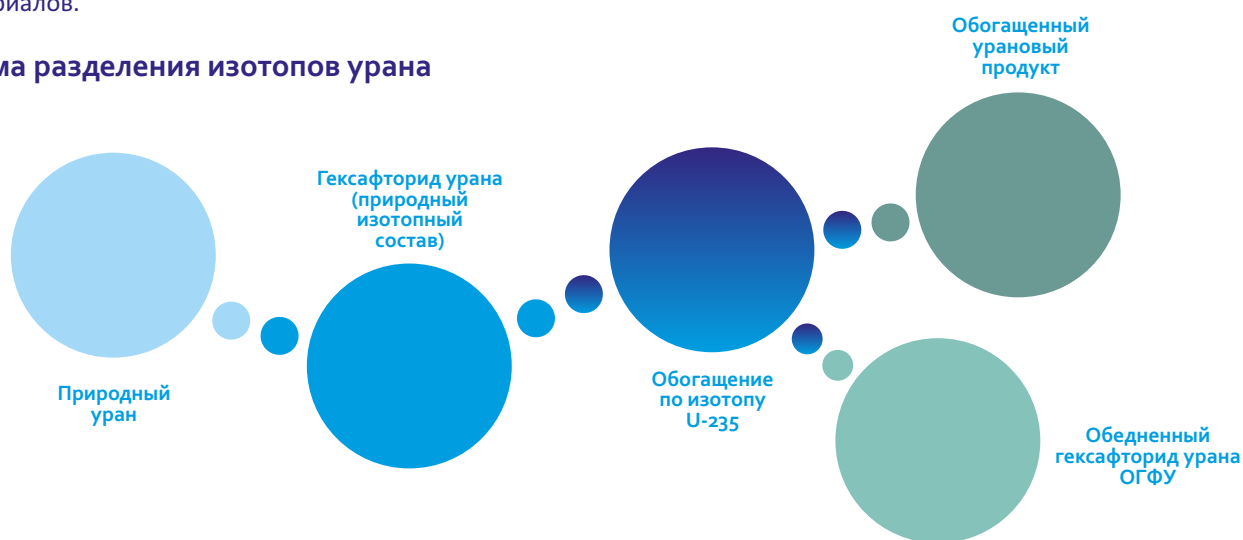 риалов.
ма разделения изотопов урана
Природный
уран
Гексафторид урана
(природный
изотопный
состав)
Обогащение
по изотопу
U-235
Обогащенный
урановый
продукт
Обедненный
гексафторид урана
ОГФУ